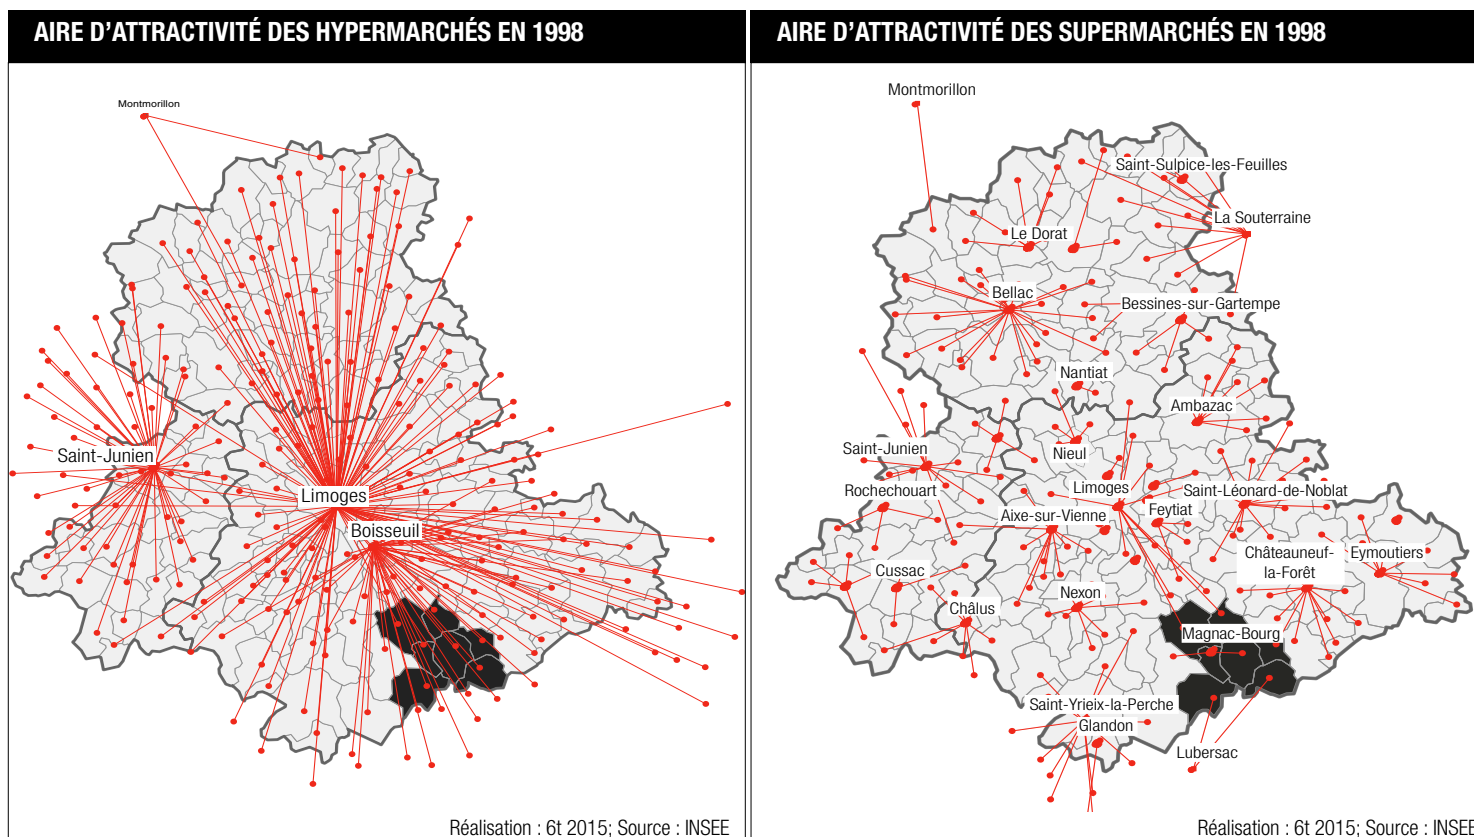 AIRE D’ATTRACTIVITÉ DES HYPERMARCHÉS EN 1998
Montmorillon
Saint-Junien
Limoges
Boisseuil
Réalisation : 6t 2015; Source : INSEE
AIRE D’ATTRACTIVITÉ DES SUPERMARCHÉS EN 1998
Montmorillon
Saint-Sulpice-les-Feuilles
La Souterraine
Le Dorat
Bellac
Bessines-sur-Gartempe
Nantiat
Ambazac
Saint-Junien
Nieul
Rochechouart
Limoges
Saint-Léonard-de-Noblat
Aixe-sur-Vienne
Feytiat
Châteauneuf-
la-Forêt
Eymoutiers
Cussac
Nexon
Châlus
Magnac-Bourg
Saint-Yrieix-la-Perche
Glandon
Lubersac
Réalisation : 6t 2015; Source : INSEE